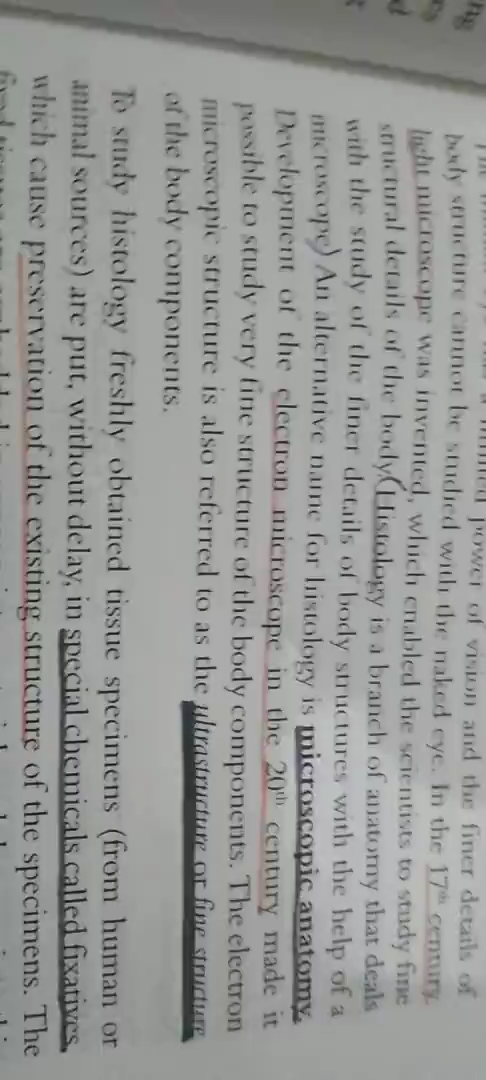 power of vision and the finer details of
body structure cannot be studied with the naked eye. In the 17th century,
light microscope was invented, which enabled the scientists to study fine
structural details of the body. (Histology is a branch of anatomy that deals
with the study of the finer details of body structures with the help of a
microscope.) An alternative name for histology is microscopic anatomy.
Development of the electron microscope in the 20th century made it
possible to study very fine structure of the body components. The electron
microscopic structure is also referred to as the ultrastructure or fine structure
of the body components.
To study histology freshly obtained tissue specimens (from human or
animal sources) are put, without delay, in special chemicals called fixatives,
which cause preservation of the existing structure of the specimens. The